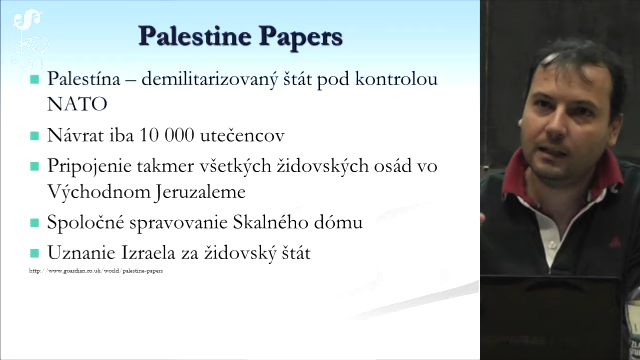 Palestine Papers
Palestína – demilitarizovaný štát pod kontrolou
NATO
Návrat iba 10 000 utečencov
Pripojenie takmer všetkých židovských osád vo
Východnom Jeruzaleme
Spoločné spravovanie Skalného dómu
Uznanie Izraela za židovský štát
http://www.guardian.co.uk/world/palestine-papers